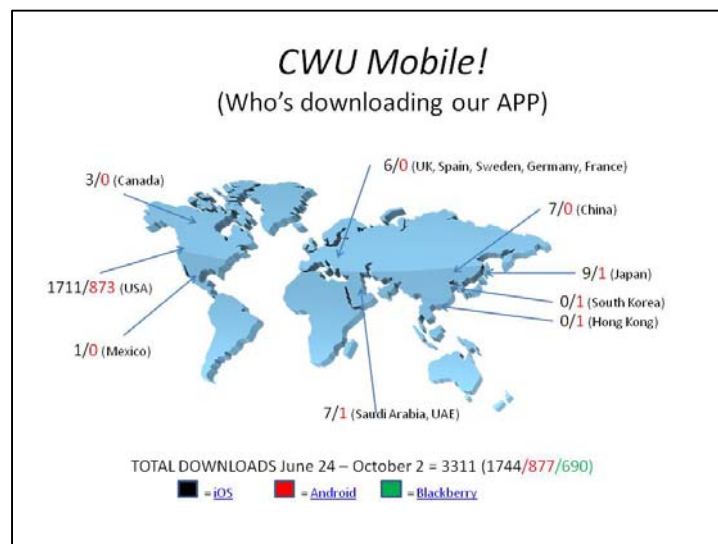 CWU Mobile!
(Who's downloading our APP)
6/0 (UK, Spain, Sweden, Germany, France)
3/0 (Canada)
7/0 (China)
1711/873 (USA)
9/1 (Japan)
0/1 (South Korea)
0/1 (Hong Kong)
1/0 (Mexico)
7/1 (Saudi Arabia, UAE)
TOTAL DOWNLOADS June 24 – October 2 = 3311 (1744/877/690)
= iOS = Android = Blackberry